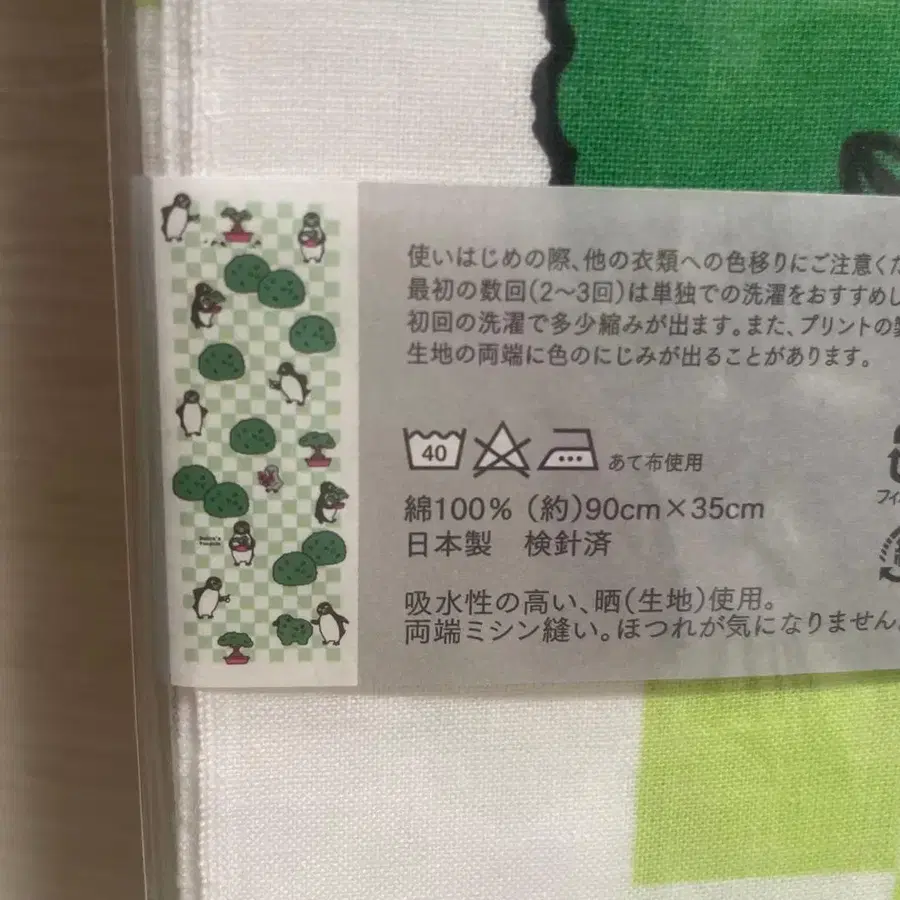 使いはじめの際、他の衣類への色移りにご注意くだ
最初の数回(2〜3回)は単独での洗濯をおすすめし
初回の洗濯で多少縮みが出ます。また、プリントの製
生地の両端に色のにじみが出ることがあります。
40 あて布使用
綿100% (約)90cm×35cm
日本製 検針済
吸水性の高い、晒(生地)使用。
両端ミシン縫い。ほつれが気になりません。
フィ
Suica's
Penguin